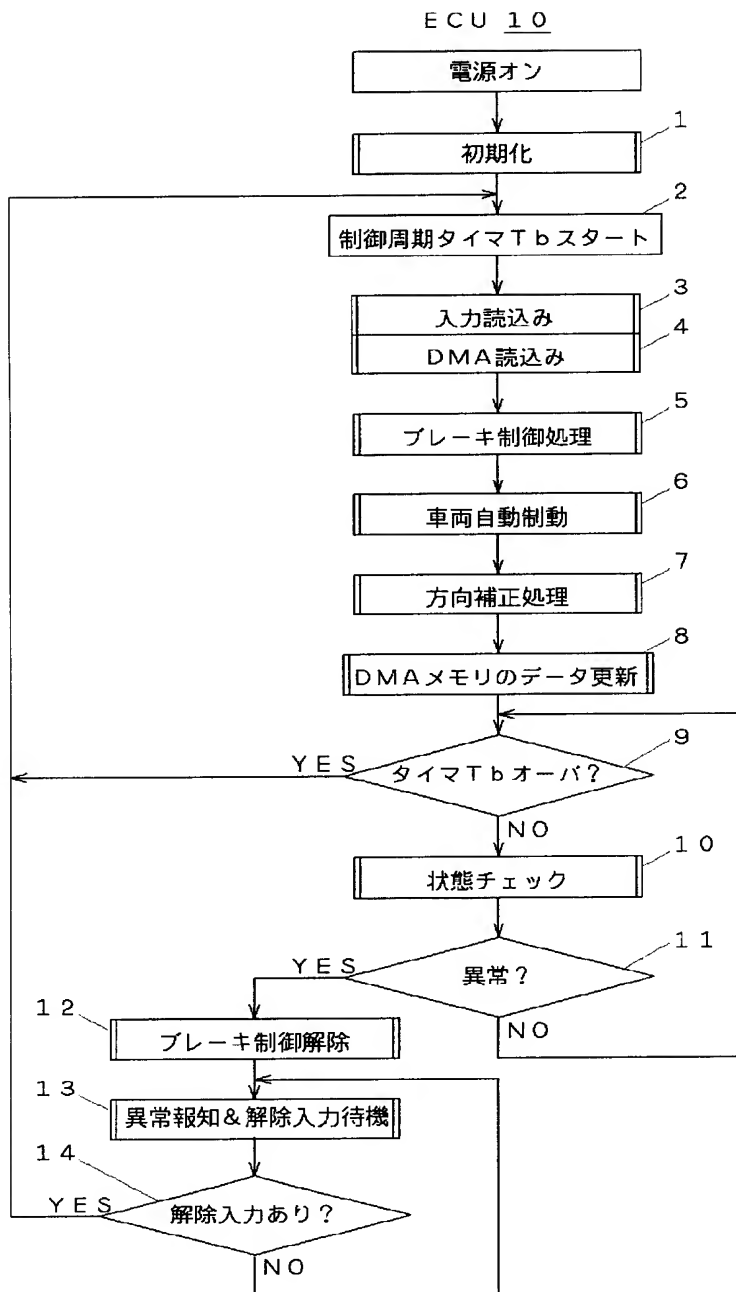 ＥＣＵ １０
電源オン
１
初期化
２
制御周期タイマＴｂスタート
３
入力読込み
４
ＤＭＡ読込み
５
ブレーキ制御処理
６
車両自動制動
７
方向補正処理
８
ＤＭＡメモリのデータ更新
９
ＹＥＳ
タイマＴｂオーバ？
ＮＯ
１０
状態チェック
１１
ＹＥＳ
異常？
ＮＯ
１２
ブレーキ制御解除
１３
異常報知＆解除入力待機
１４
ＹＥＳ
解除入力あり？
ＮＯ